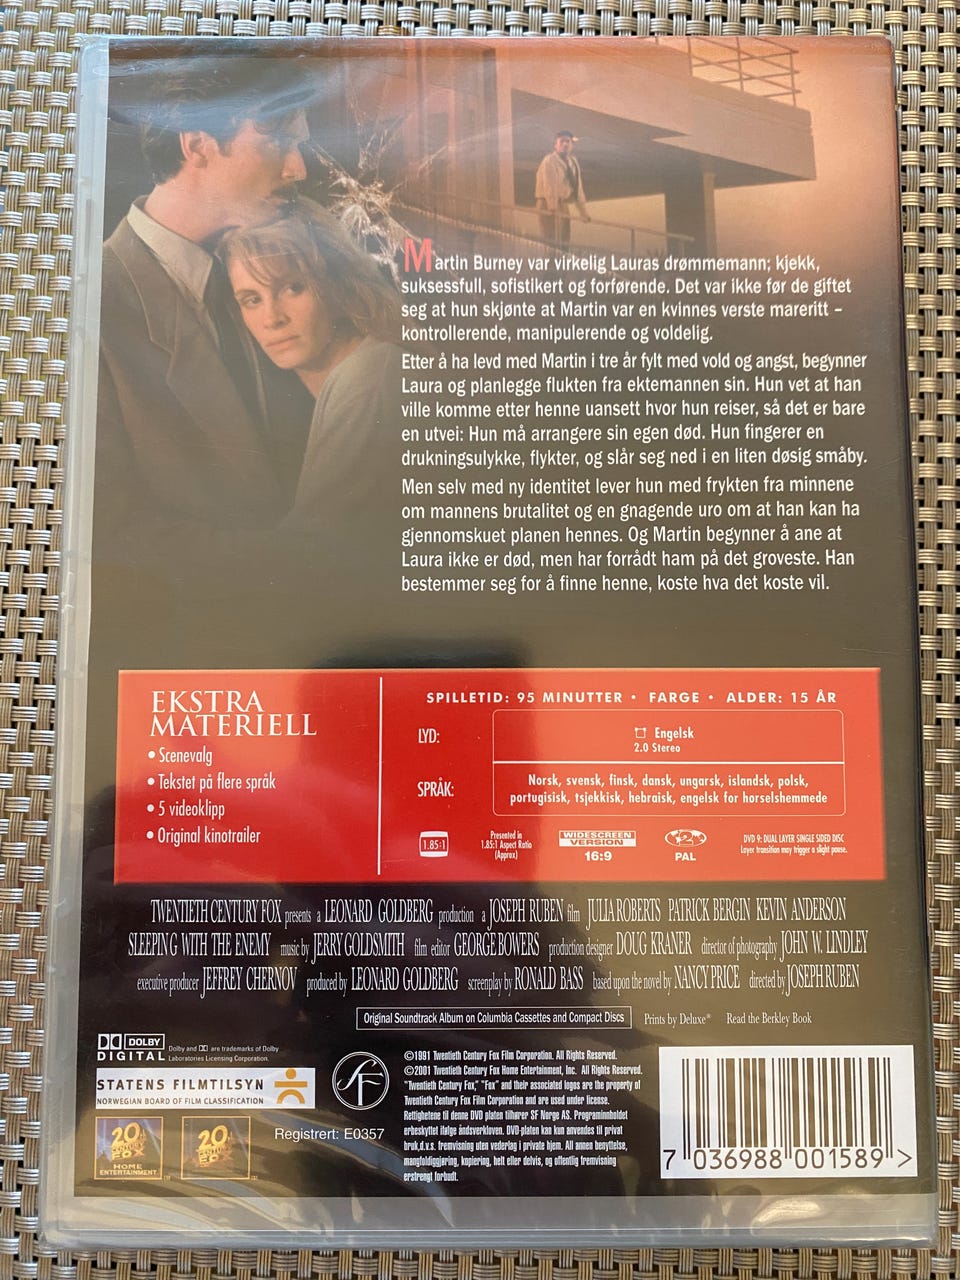 Martin Burney var virkelig Lauras drømmemann; kjekk,
suksessfull, sofistikert og forførende. Det var ikke før de giftet
seg at hun skjønte at Martin var en kvinnes verste mareritt –
kontrollerende, manipulerende og voldelig.
Etter å ha levd med Martin i tre år fylt med vold og angst, begynner
Laura og planlegge flukten fra ektemannen sin. Hun vet at han
ville komme etter henne uansett hvor hun reiser, så det er bare
en utvei: Hun må arrangere sin egen død. Hun fingerer en
drukningsulykke, flykter, og slår seg ned i en liten døsig småby.
Men selv med ny identitet lever hun med frykten fra minnene
om mannens brutalitet og en gnagende uro om at han kan ha
gjennomskuet planen hennes. Og Martin begynner å ane at
Laura ikke er død, men har forrådt ham på det groveste. Han
bestemmer seg for å finne henne, koste hva det koste vil.
EKSTRA
MATERIELL
• Scenevalg
• Tekstet på flere språk
• 5 videoklipp
• Original kinotrailer
SPILLETID: 95 MINUTTER • FARGE • ALDER: 15 ÅR
LYD:
Engelsk
2.0 Stereo
SPRÅK:
Norsk, svensk, finsk, dansk, ungarsk, islandsk, polsk,
portugisisk, tsjekkisk, hebraisk, engelsk for hørselshemmede
1.85:1
Presented in
1.85:1 Aspect Ratio
(Approx)
WIDESCREEN
VERSION
16:9
2
PAL
DVD 9: DUAL LAYER SINGLE SIDED DISC
Layer transition may trigger a slight pause.
TWENTIETH CENTURY FOX presents a LEONARD GOLDBERG production a JOSEPH RUBEN film JULIA ROBERTS PATRICK BERGIN KEVIN ANDERSON
SLEEPING WITH THE ENEMY music by JERRY GOLDSMITH film editor GEORGE BOWERS production designer DOUG KRANER director of photography JOHN W. LINDLEY
executive producer JEFFREY CHERNOV produced by LEONARD GOLDBERG screenplay by RONALD BASS based upon the novel by NANCY PRICE directed by JOSEPH RUBEN
Original Soundtrack Album on Columbia Cassettes and Compact Discs
Prints by Deluxe®
Read the Berkley Book
DOLBY
DIGITAL
Dolby and DD are trademarks of Dolby
Laboratories Licensing Corporation.
STATENS FILMTILSYN
NORWEGIAN BOARD OF FILM CLASSIFICATION
SF
20th
CENTURY
FOX
HOME
ENTERTAINMENT
™
20th
CENTURY
FOX
™
Registrert: E0357
©1991 Twentieth Century Fox Film Corporation. All Rights Reserved.
©2001 Twentieth Century Fox Home Entertainment, Inc. All Rights Reserved.
"Twentieth Century Fox," "Fox" and their associated logos are the property of
Twentieth Century Fox Film Corporation and are used under license.
Rettighetene til denne DVD platen tilhører SF Norge AS. Programinnholdet
erbeskyttet ifølge åndsverkloven. DVD-platen kan kun anvendes til privat
bruk,d.v.s. fremvisning uten vederlag i private hjem. All annen benyttelse,
mangfoldiggjøring, kopiering, helt eller delvis, og offentlig fremvisning
erstrengt forbudt.
7 036988 001589 >